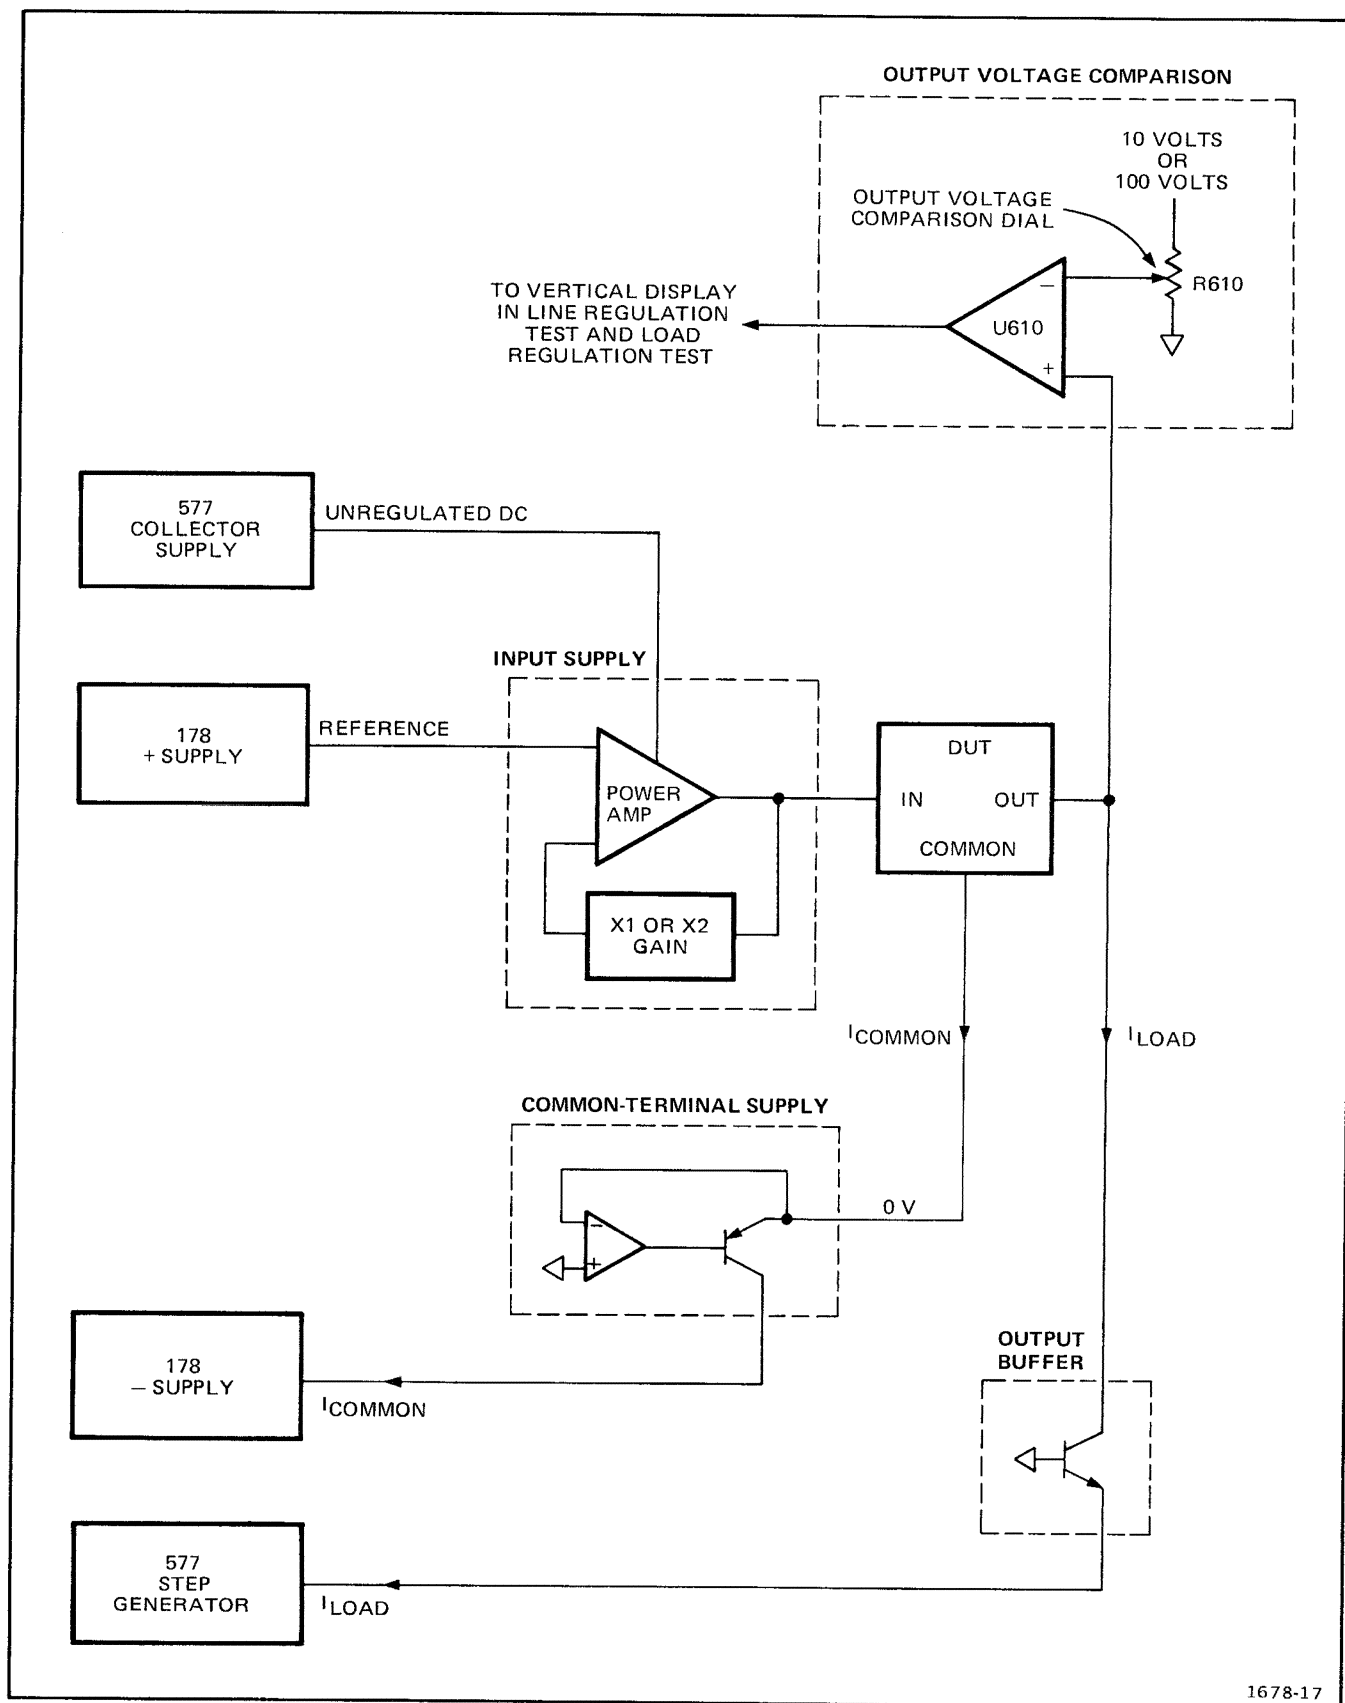 OUTPUT VOLTAGE COMPARISON
10 VOLTS
OR
100 VOLTS
OUTPUT VOLTAGE
COMPARISON DIAL
R610
−
U610
+
TO VERTICAL DISPLAY
IN LINE REGULATION
TEST AND LOAD
REGULATION TEST
577
COLLECTOR
SUPPLY
UNREGULATED DC
INPUT SUPPLY
178
+ SUPPLY
REFERENCE
POWER
AMP
X1 OR X2
GAIN
DUT
IN OUT
COMMON
ICOMMON
ILOAD
COMMON-TERMINAL SUPPLY
0 V
−
+
178
− SUPPLY
ICOMMON
OUTPUT
BUFFER
577
STEP
GENERATOR
ILOAD
1678-17